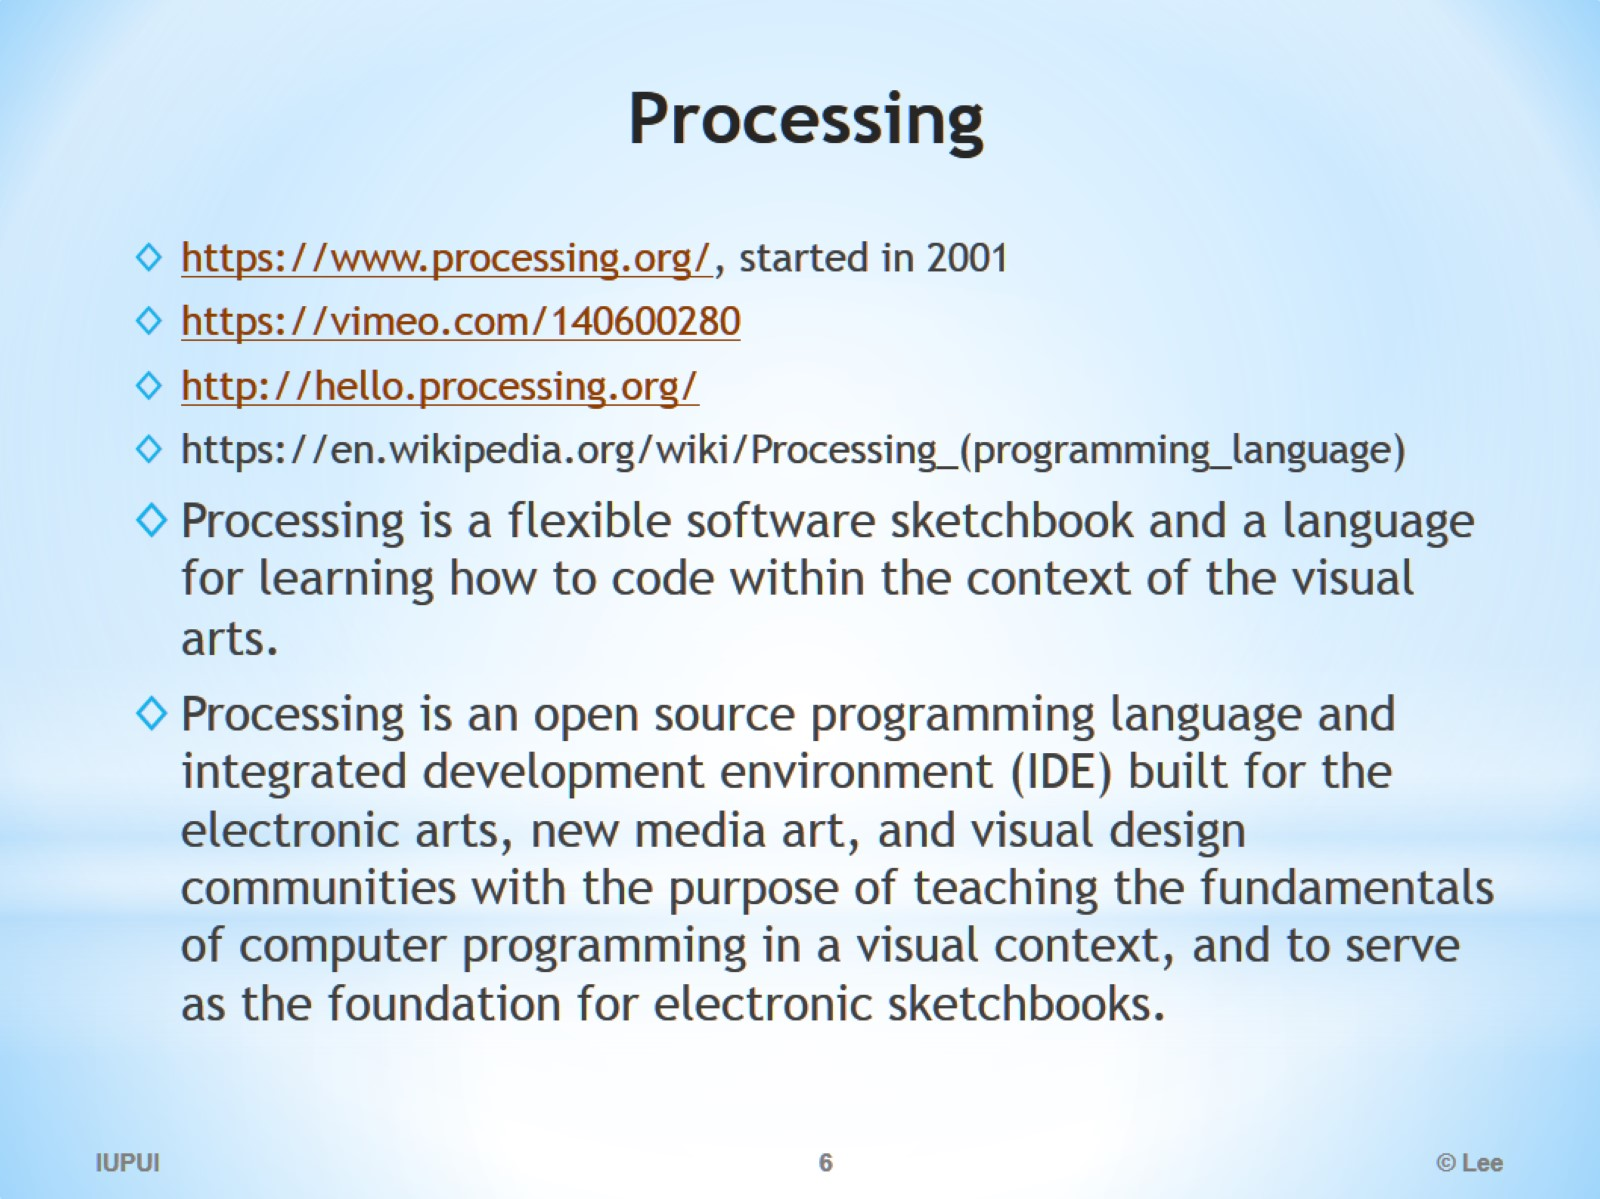 Processing
◇ https://www.processing.org/, started in 2001
◇ https://vimeo.com/140600280
◇ http://hello.processing.org/
◇ https://en.wikipedia.org/wiki/Processing_(programming_language)
◇ Processing is a flexible software sketchbook and a language
for learning how to code within the context of the visual
arts.
◇ Processing is an open source programming language and
integrated development environment (IDE) built for the
electronic arts, new media art, and visual design
communities with the purpose of teaching the fundamentals
of computer programming in a visual context, and to serve
as the foundation for electronic sketchbooks.
IUPUI 6 © Lee